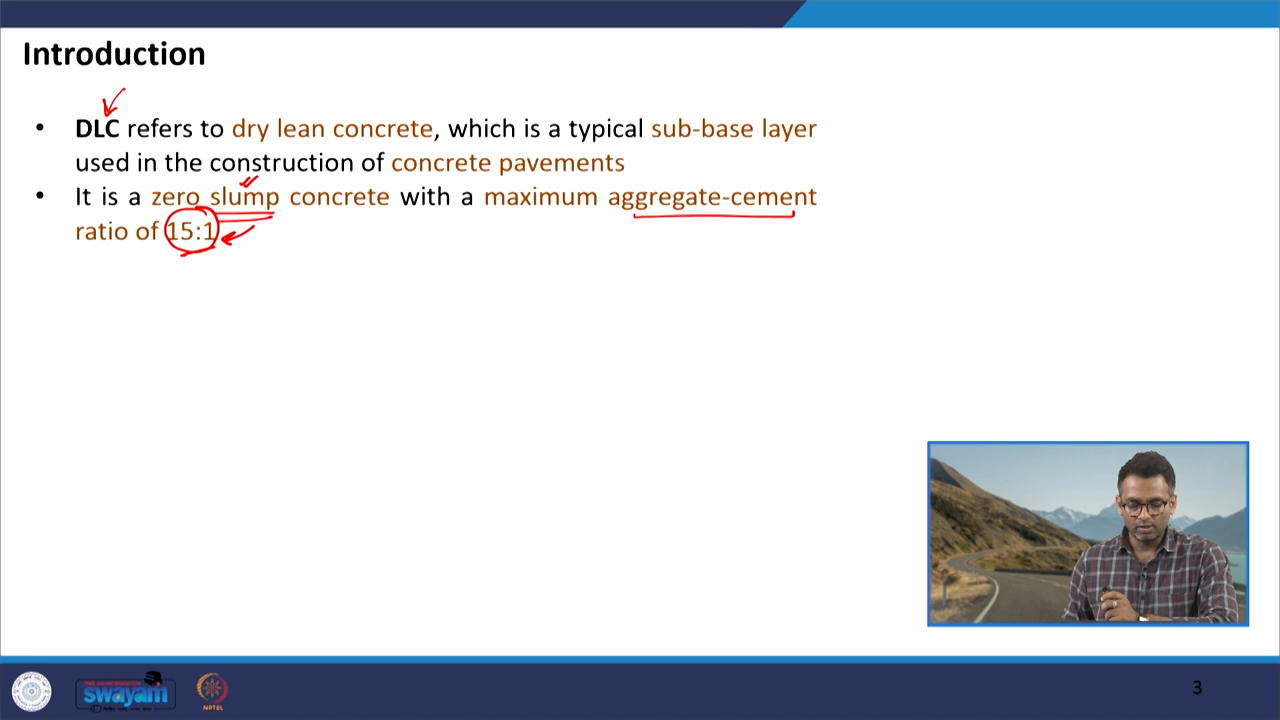 Introduction
• DLC refers to dry lean concrete, which is a typical sub-base layer
used in the construction of concrete pavements
• It is a zero slump concrete with a maximum aggregate-cement
ratio of 15:1
swayam
NPTEL
3